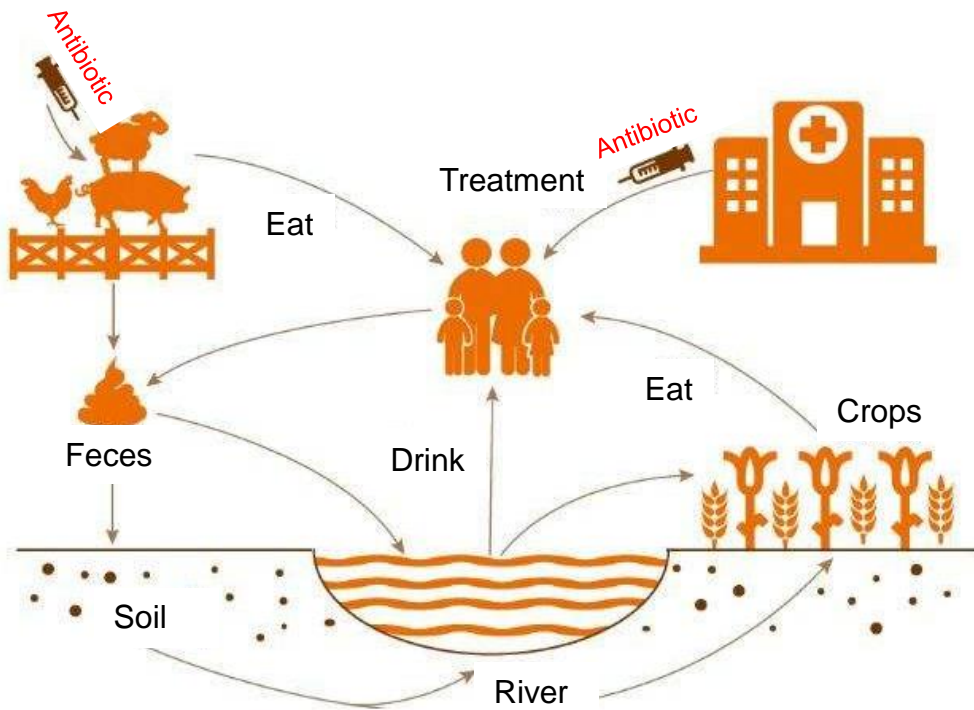 Antibiotic
Antibiotic
Treatment
Eat
Eat
Crops
Feces
Drink
Soil
River